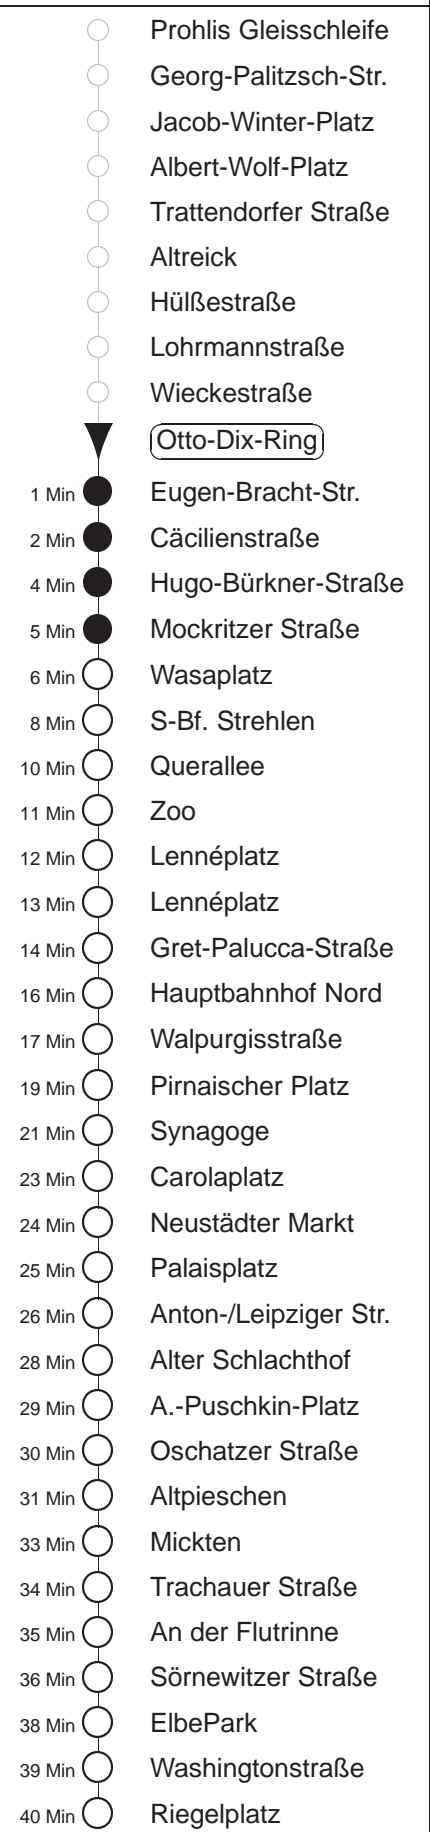 Prohlis Gleisschleife
Georg-Palitzsch-Str.
Jacob-Winter-Platz
Albert-Wolf-Platz
Trattendorfer Straße
Altreick
Hülßestraße
Lohrmannstraße
Wieckestraße
Otto-Dix-Ring
1 Min Eugen-Bracht-Str.
2 Min Cäcilienstraße
4 Min Hugo-Bürkner-Straße
5 Min Mockritzer Straße
6 Min Wasaplatz
8 Min S-Bf. Strehlen
10 Min Querallee
11 Min Zoo
12 Min Lennéplatz
13 Min Lennéplatz
14 Min Gret-Palucca-Straße
16 Min Hauptbahnhof Nord
17 Min Walpurgisstraße
19 Min Pirnaischer Platz
21 Min Synagoge
23 Min Carolaplatz
24 Min Neustädter Markt
25 Min Palaisplatz
26 Min Anton-/Leipziger Str.
28 Min Alter Schlachthof
29 Min A.-Puschkin-Platz
30 Min Oschatzer Straße
31 Min Altpieschen
33 Min Mickten
34 Min Trachauer Straße
35 Min An der Flutrinne
36 Min Sörnewitzer Straße
38 Min ElbePark
39 Min Washingtonstraße
40 Min Riegelplatz